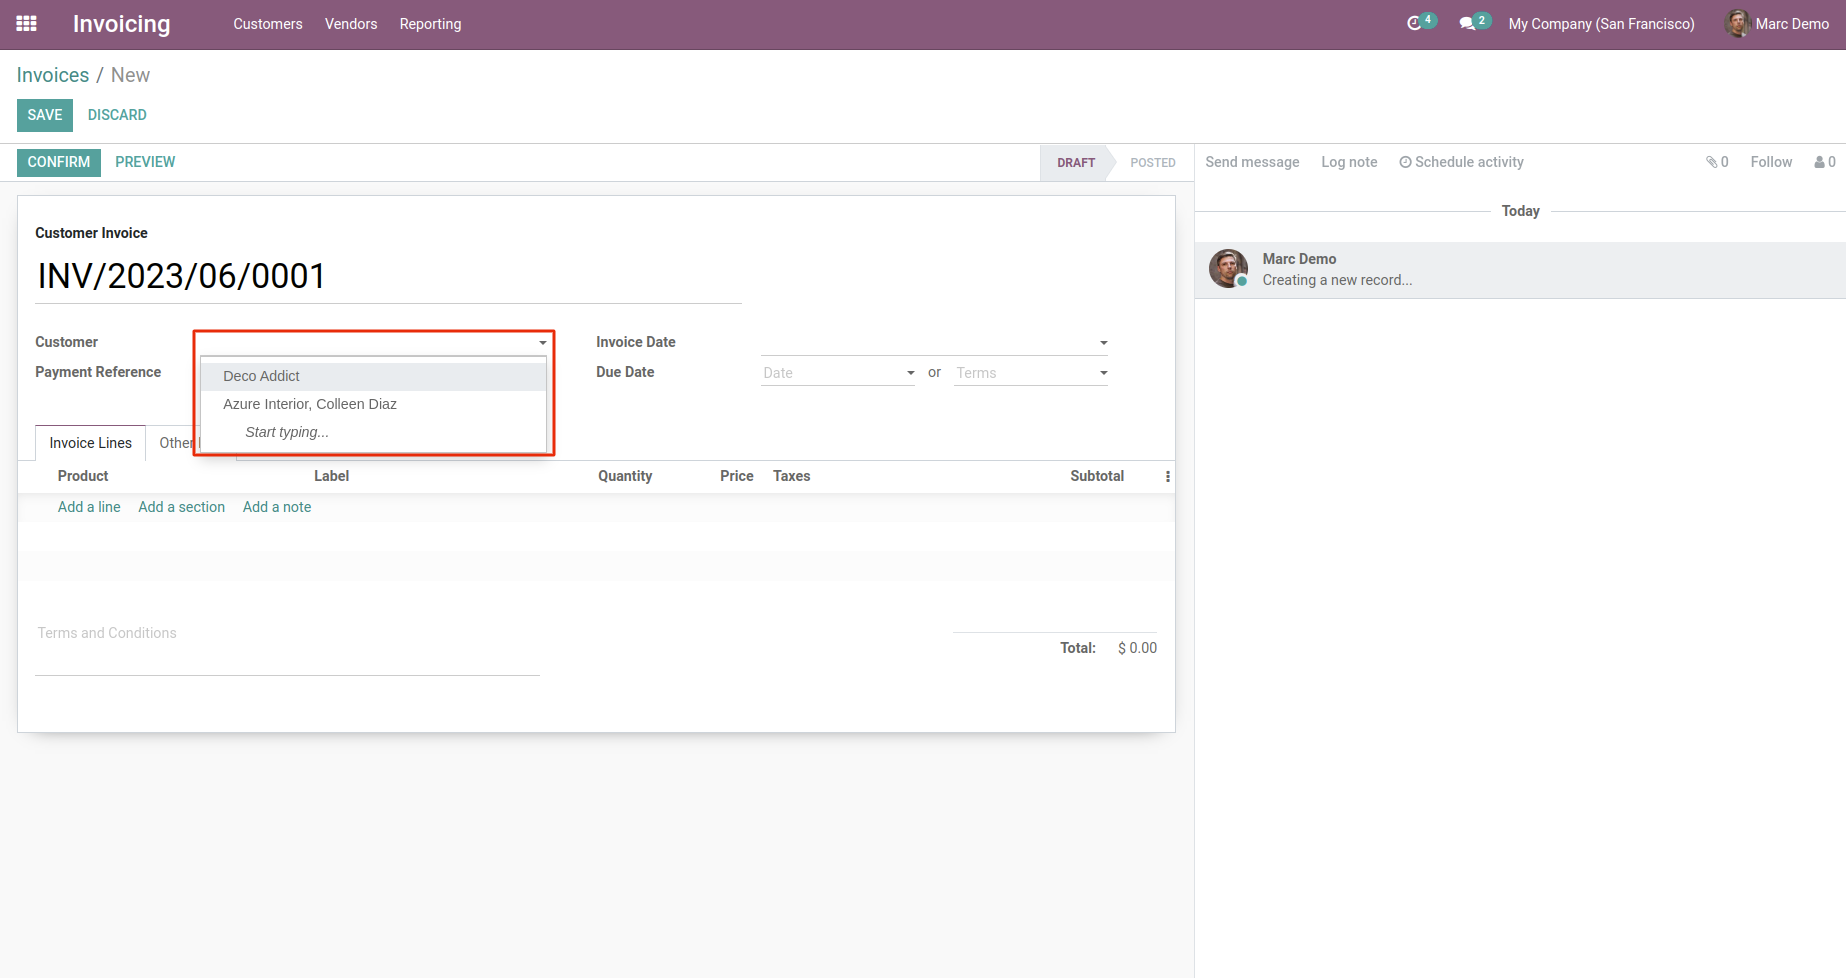 Invoicing Customers Vendors Reporting 4 2 My Company (San Francisco) Marc Demo
Invoices / New
SAVE DISCARD
CONFIRM PREVIEW DRAFT POSTED Send message Log note Schedule activity 0 Follow 0
Today
Customer Invoice
INV/2023/06/0001
Marc Demo
Creating a new record...
Customer Invoice Date
Payment Reference Due Date Date or Terms
Deco Addict
Azure Interior, Colleen Diaz
Start typing...
Invoice Lines Other
Product Label Quantity Price Taxes Subtotal
Add a line Add a section Add a note
Terms and Conditions
Total: $ 0.00